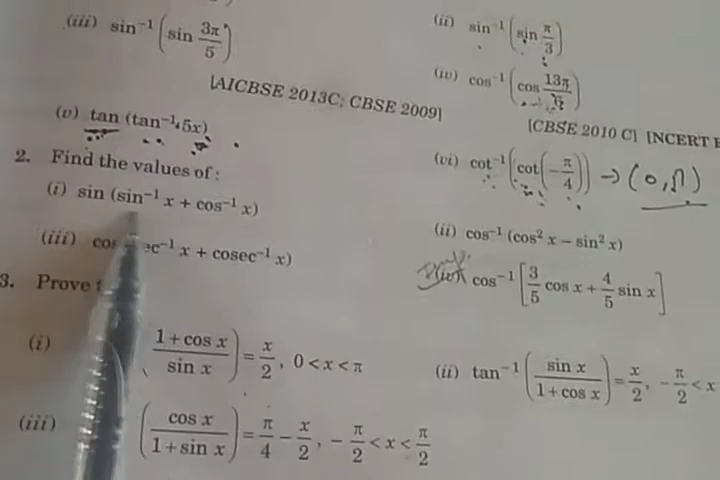 (iii) sin⁻¹ (sin 3π/5)
(ii) sin⁻¹ (sin π/3)
[AICBSE 2013C; CBSE 2009]
(iv) cos⁻¹ (cos 13π/6)
[CBSE 2010 C] [NCERT
(v) tan (tan⁻¹ 5x)
(vi) cot⁻¹ (cot (-π/4)) → (0, π)
2. Find the values of :
(i) sin (sin⁻¹ x + cos⁻¹ x)
(ii) cos⁻¹ (cos² x – sin² x)
(iii) cos ec⁻¹ x + cosec⁻¹ x)
cos⁻¹ [3/5 cos x + 4/5 sin x]
3. Prove
(i) (1 + cos x / sin x) = x/2, 0 < x < π
(ii) tan⁻¹ (sin x / 1 + cos x) = x/2, -π/2 < x
(iii) (cos x / 1 + sin x) = π/4 - x/2, -π/2 < x < π/2